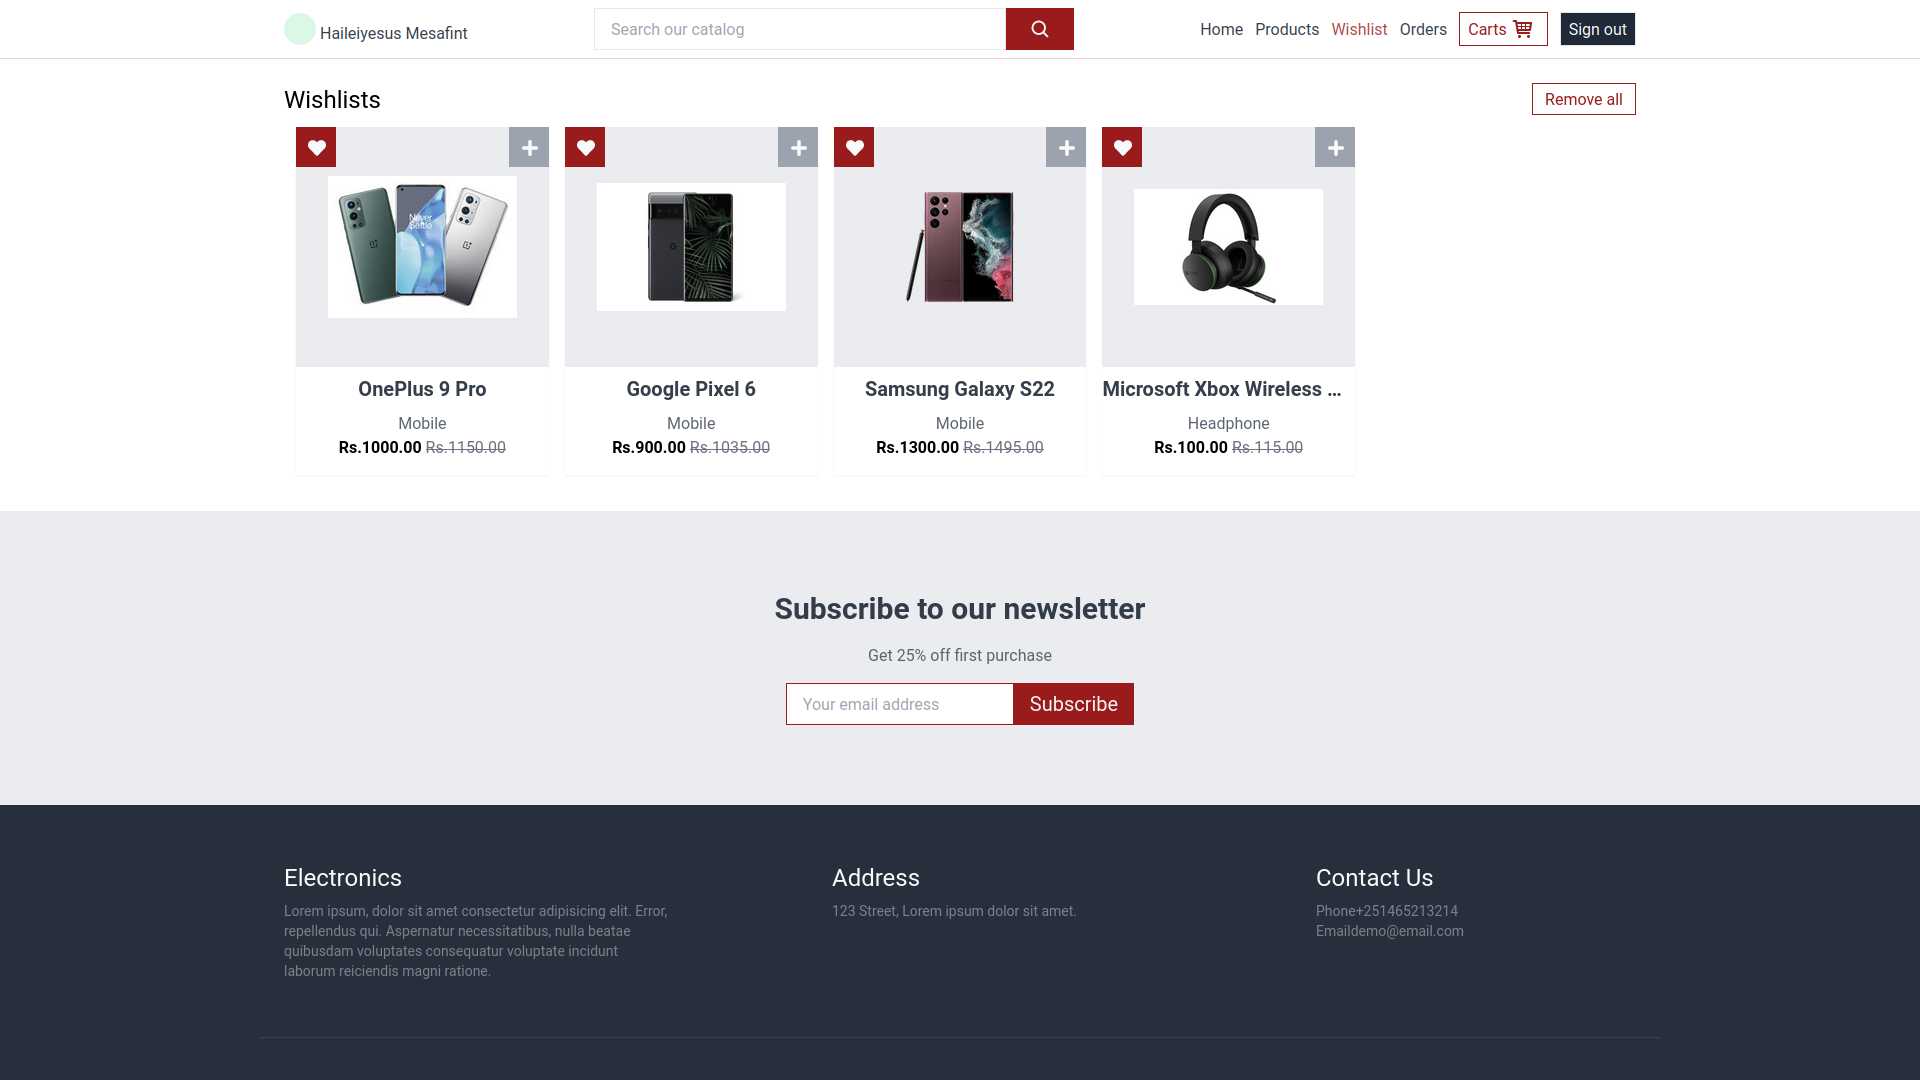 Haileiyesus Mesafint
Search our catalog
Home Products Wishlist Orders Carts Sign out
Wishlists
Remove all
Never
Settle
OnePlus 9 Pro
Mobile
Rs.1000.00 Rs.1150.00
Google Pixel 6
Mobile
Rs.900.00 Rs.1035.00
Samsung Galaxy S22
Mobile
Rs.1300.00 Rs.1495.00
Microsoft Xbox Wireless ...
Headphone
Rs.100.00 Rs.115.00
Subscribe to our newsletter
Get 25% off first purchase
Your email address
Subscribe
Electronics
Lorem ipsum, dolor sit amet consectetur adipisicing elit. Error,
repellendus qui. Aspernatur necessitatibus, nulla beatae
quibusdam voluptates consequatur voluptate incidunt
laborum reiciendis magni ratione.
Address
123 Street, Lorem ipsum dolor sit amet.
Contact Us
Phone+251465213214
Emaildemo@email.com